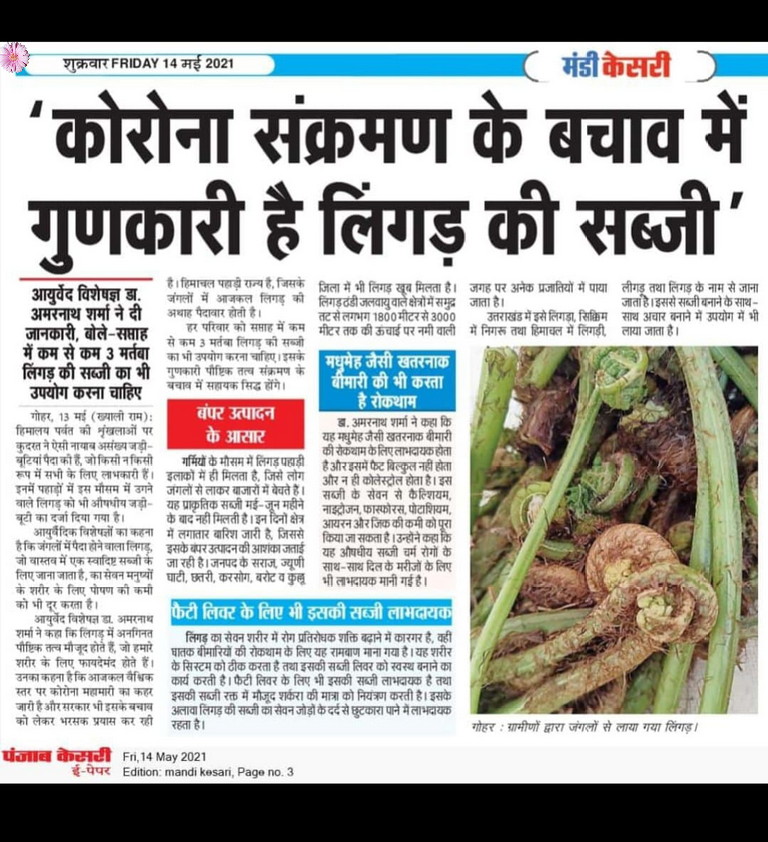 शुक्रवार FRIDAY 14 मई 2021
मंडी केसरी
'कोरोना संक्रमण के बचाव में
गुणकारी है लिंगड़ की सब्जी'
आयुर्वेद विशेषज्ञ डा.
अमरनाथ शर्मा ने दी
जानकारी, बोले-सप्ताह
में कम से कम 3 मर्तबा
लिंगड़ की सब्जी का भी
उपयोग करना चाहिए
गोहर, 13 मई (ख्याली राम):
हिमालय पर्वत की शृंखलाओं पर
कुदरत ने ऐसी नायाब असंख्य जड़ी-
बूटियां पैदा की हैं, जो किसी न किसी
रूप में सभी के लिए लाभकारी हैं।
इनमें पहाड़ों में इस मौसम में उगने
वाले लिंगड़ को भी औषधीय जड़ी-
बूटी का दर्जा दिया गया है।
आयुर्वैदिक विशेषज्ञों का कहना
है कि जंगलों में पैदा होने वाला लिंगड़,
जो वास्तव में एक स्वादिष्ट सब्जी के
लिए जाना जाता है, का सेवन मनुष्यों
के शरीर के लिए पोषण की कमी
को भी दूर करता है।
आयुर्वेद विशेषज्ञ डा. अमरनाथ
शर्मा ने कहा कि लिंगड़ में अनगिनत
पौष्टिक तत्व मौजूद होते हैं, जो हमारे
शरीर के लिए फायदेमंद होते हैं।
उनका कहना है कि आजकल वैश्विक
स्तर पर कोरोना महामारी का कहर
जारी है और सरकार भी इसके बचाव
को लेकर भरसक प्रयास कर रही
है। हिमाचल पहाड़ी राज्य है, जिसके
जंगलों में आजकल लिंगड़ की
अथाह पैदावार होती है।
हर परिवार को सप्ताह में कम
से कम 3 मर्तबा लिंगड़ की सब्जी
का भी उपयोग करना चाहिए। इसके
गुणकारी पौष्टिक तत्व संक्रमण के
बचाव में सहायक सिद्ध होंगे।
बंपर उत्पादन
के आसार
गर्मियों के मौसम में लिंगड़ पहाड़ी
इलाकों में ही मिलता है, जिसे लोग
जंगलों से लाकर बाजारों में बेचते हैं।
यह प्राकृतिक सब्जी मई-जून महीने
के बाद नहीं मिलती है। इन दिनों क्षेत्र
में लगातार बारिश जारी है, जिससे
इसके बंपर उत्पादन की आशंका जताई
जा रही है। जनपद के सराज, ज्यूणी
घाटी, छतरी, करसोग, बरोट व कुल्लू
जिला में भी लिंगड़ खूब मिलता है।
लिंगड़ ठंडी जलवायु वाले क्षेत्रों में समुद्र
तट से लगभग 1800 मीटर से 3000
मीटर तक की ऊंचाई पर नमी वाली
मधुमेह जैसी खतरनाक
बीमारी की भी करता
है रोकथाम
डा. अमरनाथ शर्मा ने कहा कि
यह मधुमेह जैसी खतरनाक बीमारी
की रोकथाम के लिए लाभदायक होता
है और इसमें फैट बिल्कुल नहीं होता
और न ही कोलेस्ट्रोल होता है। इस
सब्जी के सेवन से कैल्शियम,
नाइट्रोजन, फास्फोरस, पोटाशियम,
आयरन और जिंक की कमी को पूरा
किया जा सकता है। उन्होंने कहा कि
यह औषधीय सब्जी चर्म रोगों के
साथ-साथ दिल के मरीजों के लिए
भी लाभदायक मानी गई है।
जगह पर अनेक प्रजातियों में पाया
जाता है।
उत्तराखंड में इसे लिंगड़ा, सिक्किम
में निगरू तथा हिमाचल में लिंगड़ी,
लीगड़ तथा लिंगड़ के नाम से जाना
जाता है। इससे सब्जी बनाने के साथ-
साथ अचार बनाने में उपयोग में भी
लाया जाता है।
फैटी लिवर के लिए भी इसकी सब्जी लाभदायक
लिंगड़ का सेवन शरीर में रोग प्रतिरोधक शक्ति बढ़ाने में कारगर है, वहीं
घातक बीमारियों की रोकथाम के लिए यह रामबाण माना गया है। यह शरीर
के सिस्टम को ठीक करता है तथा इसकी सब्जी लिवर को स्वस्थ बनाने का
कार्य करती है। फैटी लिवर के लिए भी इसकी सब्जी लाभदायक है तथा
इसकी सब्जी रक्त में मौजूद शर्करा की मात्रा को नियंत्रण करती है। इसके
अलावा लिंगड़ की सब्जी का सेवन जोड़ों के दर्द से छुटकारा पाने में लाभदायक
रहता है।
गोहर : ग्रामीणों द्वारा जंगलों से लाया गया लिंगड़।
पंजाब केसरी
ई-पेपर
Fri, 14 May 2021
Edition: mandi kesari, Page no. 3